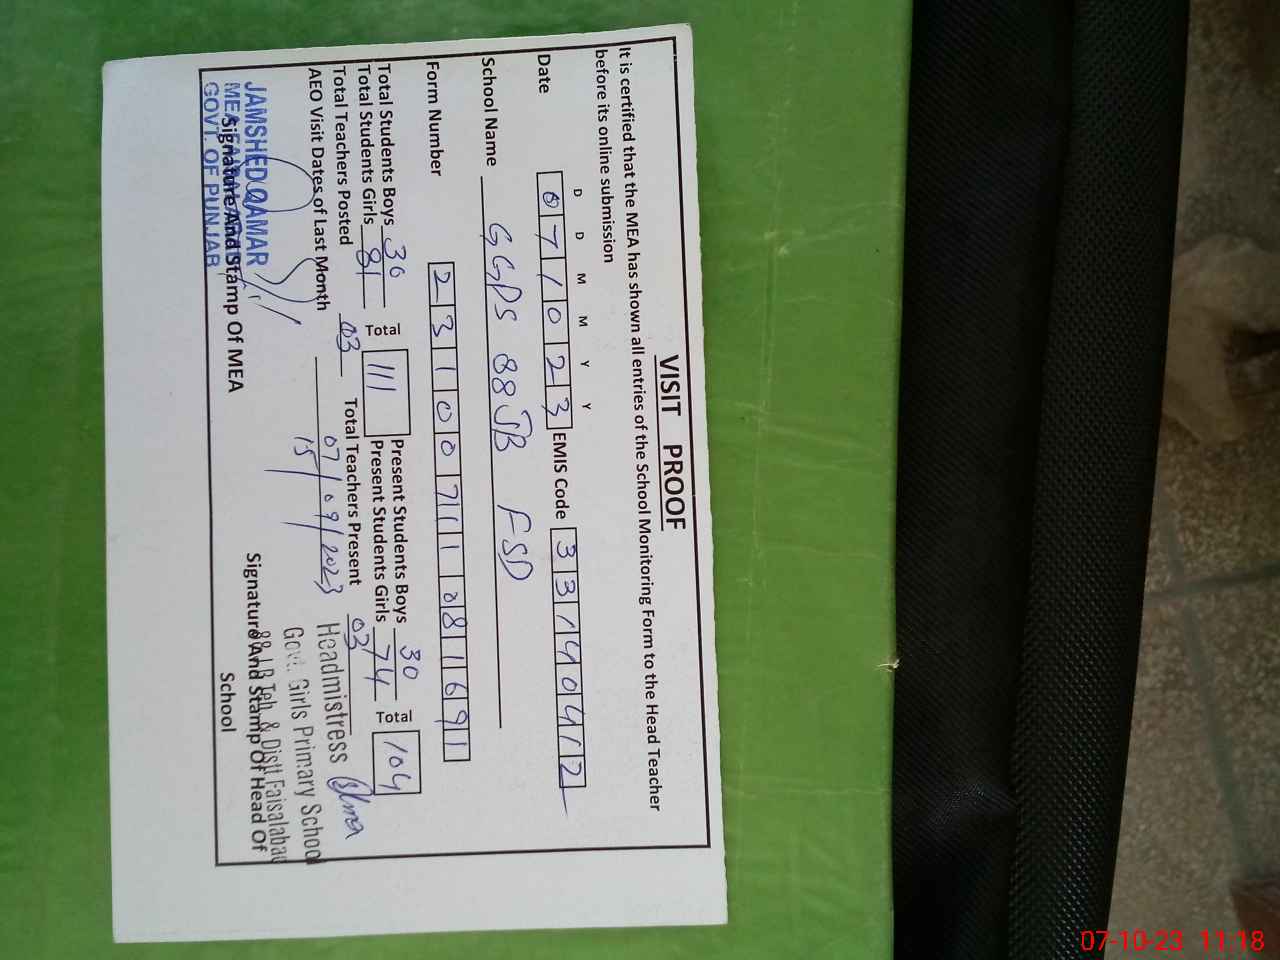 VISIT PROOF
It is certified that the MEA has shown all entries of the School Monitoring Form to the Head Teacher
before its online submission
D D M M Y Y
Date 0 7 1 0 2 3 EMIS Code 3 3 1 4 0 4 1 2
School Name GGPS 88 JB FSD
Form Number 2 3 1 0 0 7 1 1 0 8 1 6 9 1
Total Students Boys 30 Total 111 Present Students Boys 30 Total 104
Total Students Girls 81 Present Students Girls 74
Total Teachers Posted 03 Total Teachers Present 03
AEO Visit Dates of Last Month 07/09/2023
15/
JAMSHED QAMAR
MEA
GOVT. OF PUNJAB
Signature And Stamp Of MEA
Headmistress
Govt. Girls Primary School
88 J.B Teh & Distt Faisalabad
Signature And Stamp Of Head Of
School
07-10-23 11:18